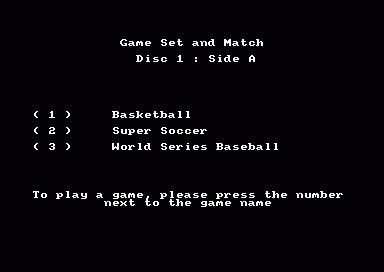 Game Set and Match
Disc 1 : Side A
( 1 ) Basketball
( 2 ) Super Soccer
( 3 ) World Series Baseball
To play a game, please press the number
next to the game name